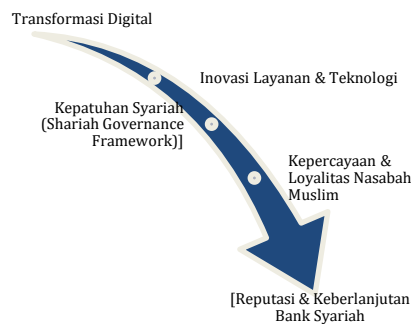 Transformasi Digital
Inovasi Layanan & Teknologi
Kepatuhan Syariah
(Shariah Governance
Framework)]
Kepercayaan &
Loyalitas Nasabah
Muslim
[Reputasi & Keberlanjutan
Bank Syariah